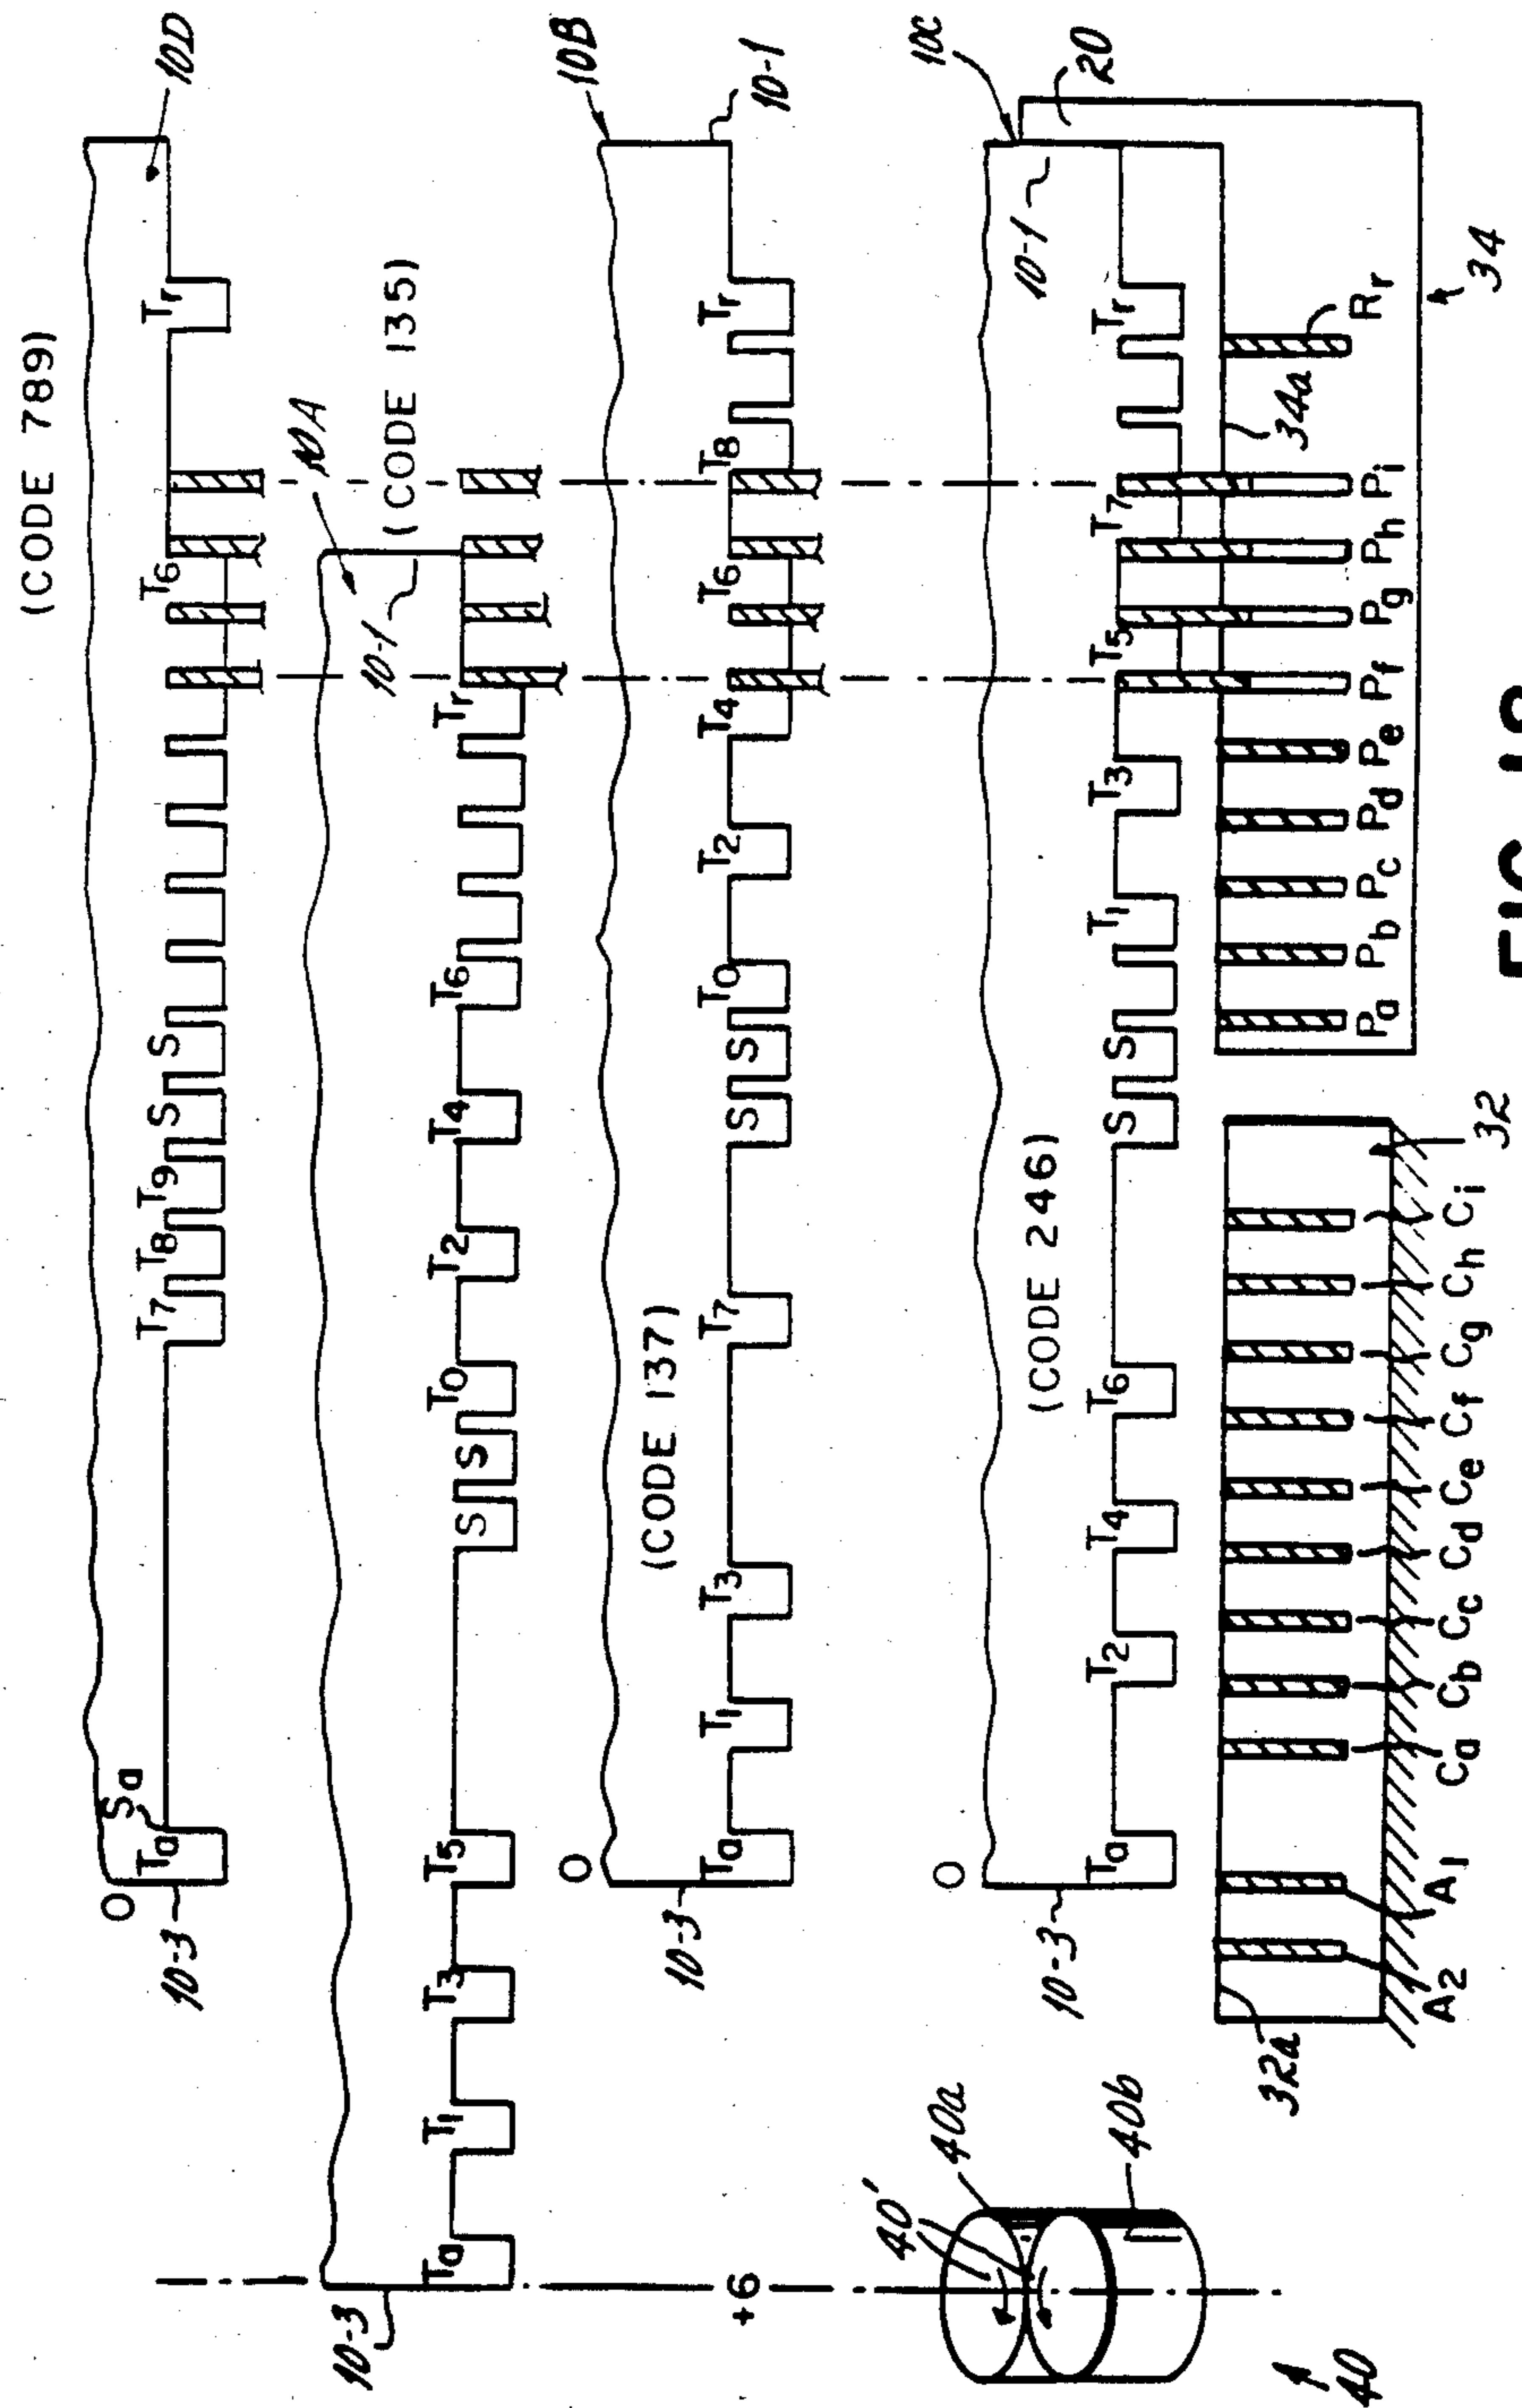 (CODE 789)
10D
Sa
O
Ta T7 T8 T9 S S T6 Tr
10-3
10A
10-1
(CODE 135)
Ta T1 T3 T5 S S T0 T2 T4 T6 Tr
10-3
10B
O
(CODE 137)
10-1
Ta T1 T3 T7 S S T0 T2 T4 T6 T8 Tr
10-3
+6
10C
O
10-1
20
(CODE 246)
Ta T2 T4 T6 S S T1 T3 T5 T7 Tr
10-3
40'
40a
40b
40
32a
A2 A1 Ca Cb Cc Cd Ce Cf Cg Ch Ci
32
34a
Pa Pb Pc Pd Pe Pf Pg Ph Pi Rr
34
FIG